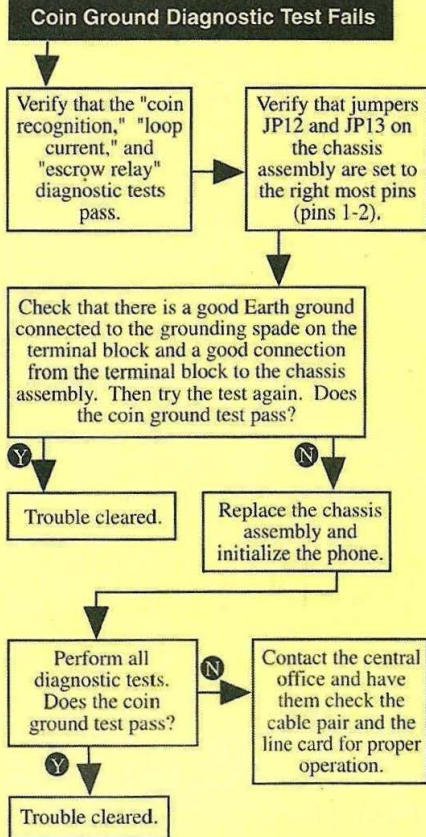 Coin Ground Diagnostic Test Fails
Verify that the "coin
recognition," "loop
current," and
"escrow relay"
diagnostic tests
pass.
Verify that jumpers
JP12 and JP13 on
the chassis
assembly are set to
the right most pins
(pins 1-2).
Check that there is a good Earth ground
connected to the grounding spade on the
terminal block and a good connection
from the terminal block to the chassis
assembly. Then try the test again. Does
the coin ground test pass?
Y
N
Trouble cleared.
Replace the chassis
assembly and
initialize the phone.
Perform all
diagnostic tests.
Does the coin
ground test pass?
N
Contact the central
office and have
them check the
cable pair and the
line card for proper
operation.
Y
Trouble cleared.